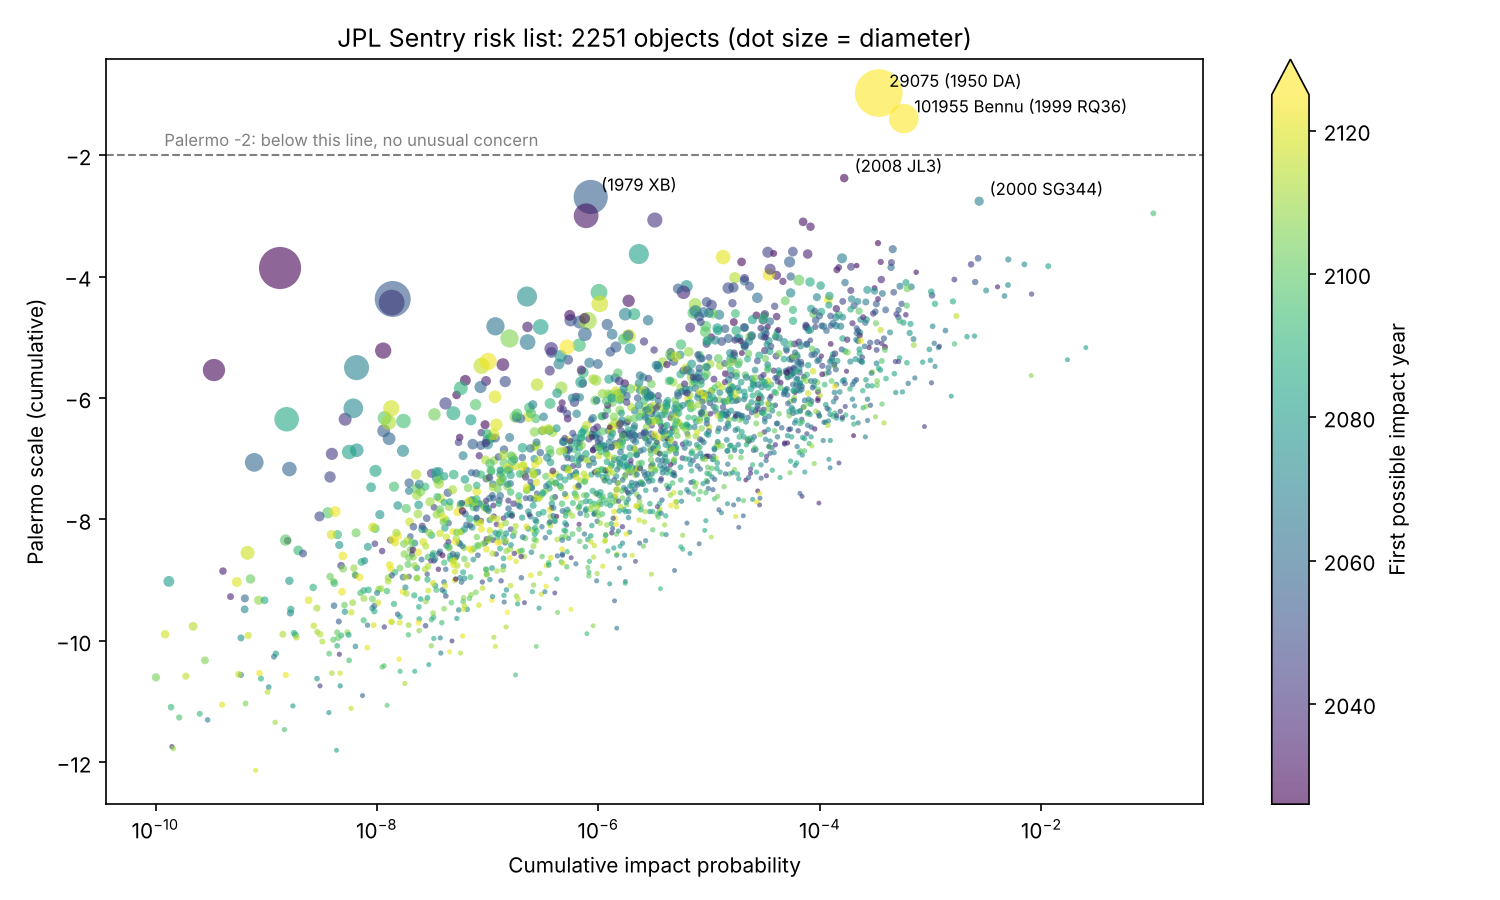 JPL Sentry risk list: 2251 objects (dot size = diameter)
29075 (1950 DA)
101955 Bennu (1999 RQ36)
Palermo -2: below this line, no unusual concern
(2008 JL3)
(1979 XB)
(2000 SG344)
−2
−4
−6
−8
−10
−12
Palermo scale (cumulative)
10⁻¹⁰
10⁻⁸
10⁻⁶
10⁻⁴
10⁻²
Cumulative impact probability
2120
2100
2080
2060
2040
First possible impact year